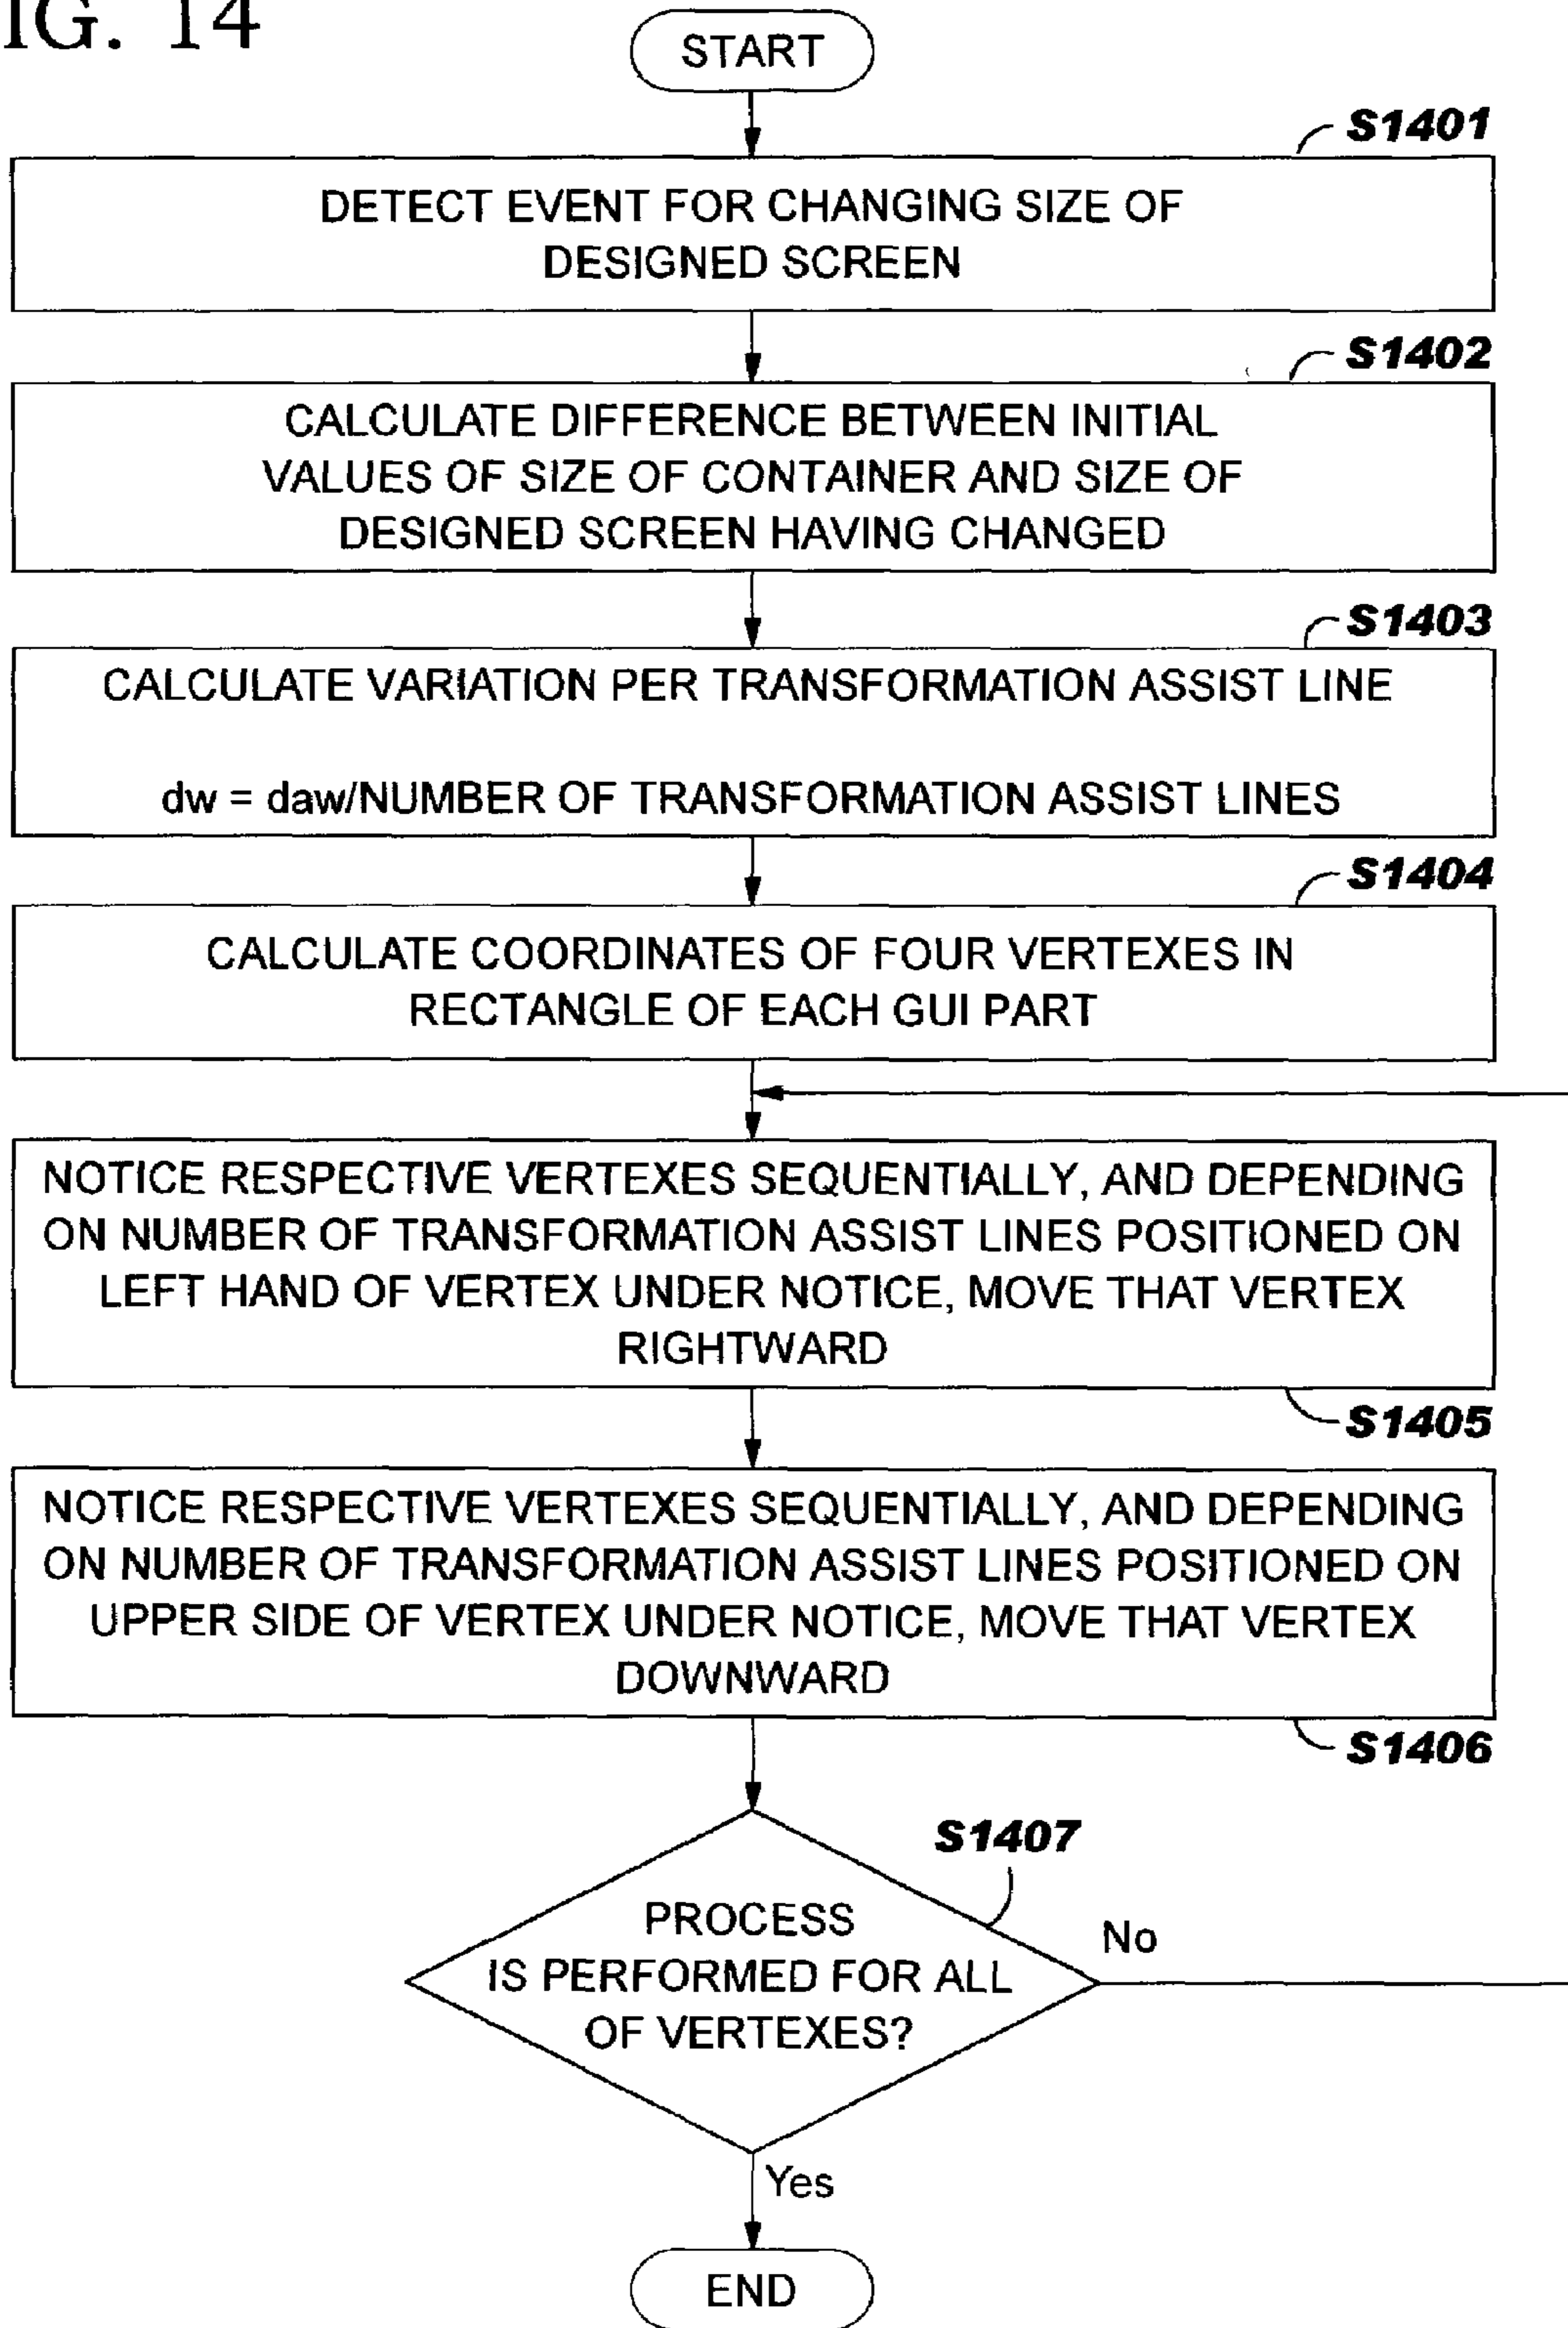 IG. 14
START
S1401
DETECT EVENT FOR CHANGING SIZE OF
DESIGNED SCREEN
S1402
CALCULATE DIFFERENCE BETWEEN INITIAL
VALUES OF SIZE OF CONTAINER AND SIZE OF
DESIGNED SCREEN HAVING CHANGED
S1403
CALCULATE VARIATION PER TRANSFORMATION ASSIST LINE
dw = daw/NUMBER OF TRANSFORMATION ASSIST LINES
S1404
CALCULATE COORDINATES OF FOUR VERTEXES IN
RECTANGLE OF EACH GUI PART
NOTICE RESPECTIVE VERTEXES SEQUENTIALLY, AND DEPENDING
ON NUMBER OF TRANSFORMATION ASSIST LINES POSITIONED ON
LEFT HAND OF VERTEX UNDER NOTICE, MOVE THAT VERTEX
RIGHTWARD
S1405
NOTICE RESPECTIVE VERTEXES SEQUENTIALLY, AND DEPENDING
ON NUMBER OF TRANSFORMATION ASSIST LINES POSITIONED ON
UPPER SIDE OF VERTEX UNDER NOTICE, MOVE THAT VERTEX
DOWNWARD
S1406
S1407
PROCESS
IS PERFORMED FOR ALL
OF VERTEXES?
No
Yes
END